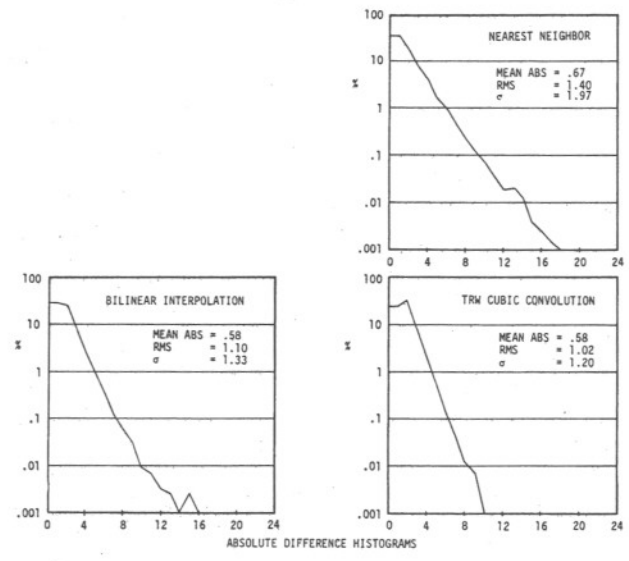 100
10
1
.1
.01
.001
%
NEAREST NEIGHBOR
MEAN ABS = .67
RMS = 1.40
σ = 1.97
0 4 8 12 16 20 24
100
10
1
.1
.01
.001
BILINEAR INTERPOLATION
MEAN ABS = .58
RMS = 1.10
σ = 1.33
0 4 8 12 16 20 24
100
10
1
.1
.01
.001
%
TRW CUBIC CONVOLUTION
MEAN ABS = .58
RMS = 1.02
σ = 1.20
0 4 8 12 16 20 24
%
ABSOLUTE DIFFERENCE HISTOGRAMS